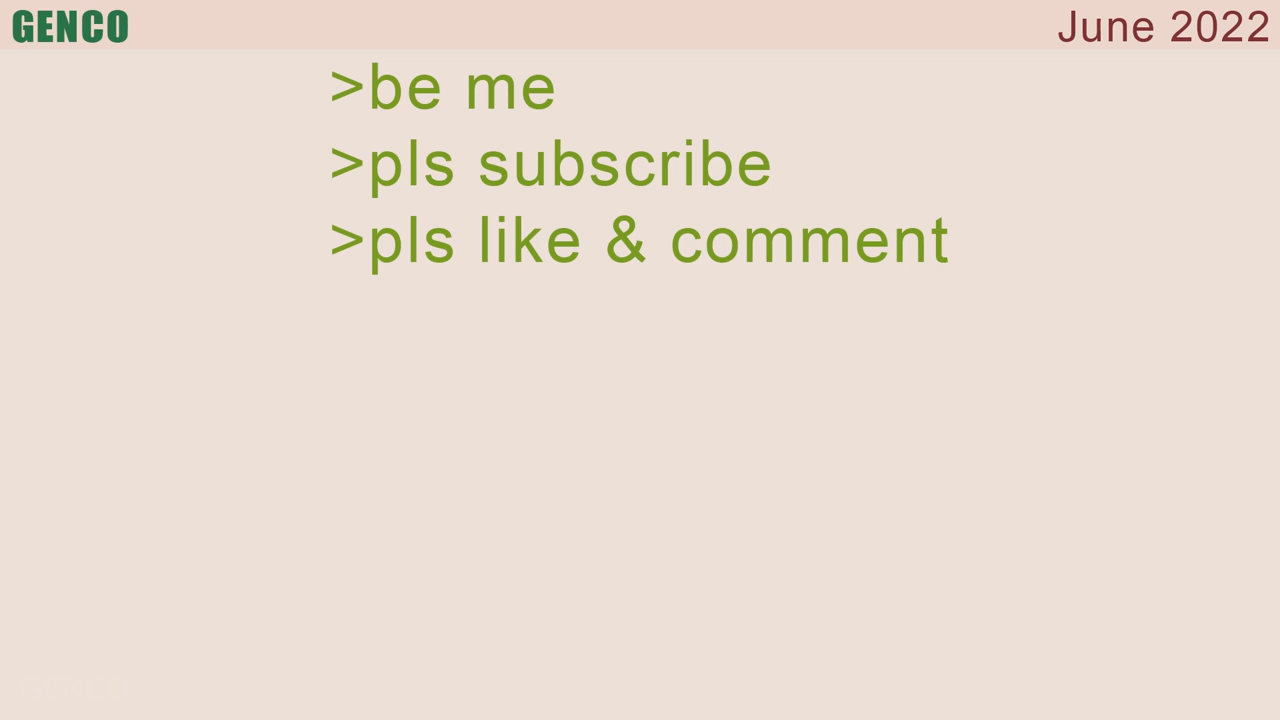 GENCO
June 2022
>be me
>pls subscribe
>pls like & comment